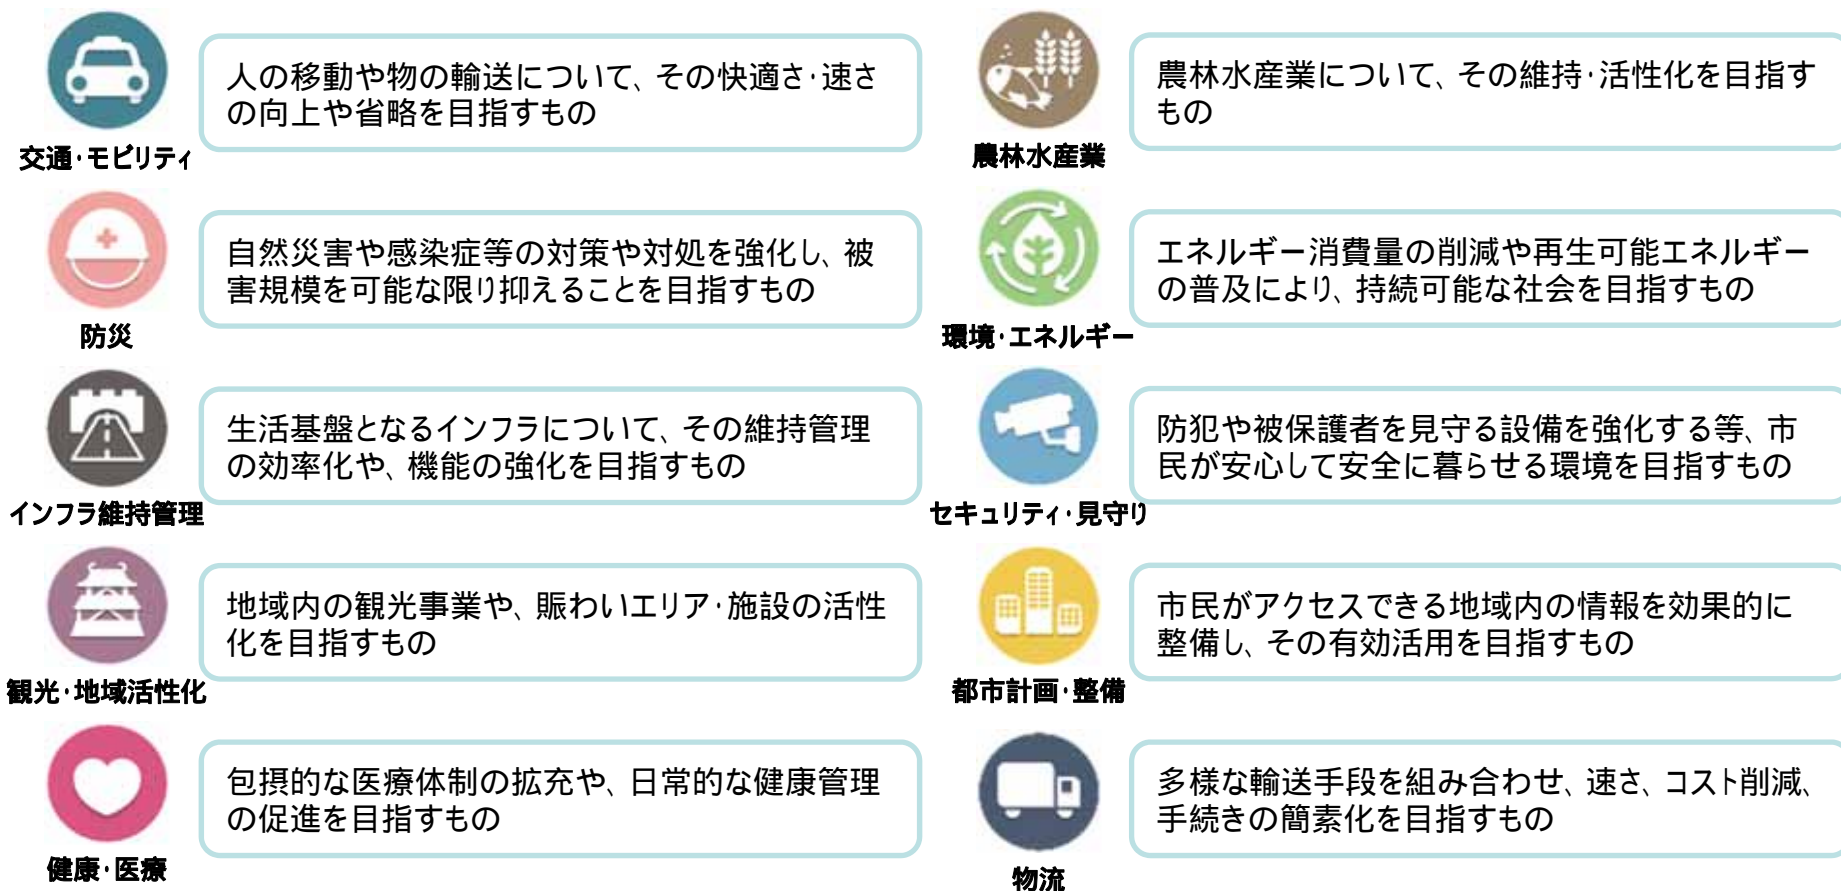 人の移動や物の輸送について、その快適さ・速さ
の向上や省略を目指すもの
交通・モビリティ
自然災害や感染症等の対策や対処を強化し、被
害規模を可能な限り抑えることを目指すもの
防災
生活基盤となるインフラについて、その維持管理
の効率化や、機能の強化を目指すもの
インフラ維持管理
地域内の観光事業や、賑わいエリア・施設の活性
化を目指すもの
観光・地域活性化
包摂的な医療体制の拡充や、日常的な健康管理
の促進を目指すもの
健康・医療
農林水産業について、その維持・活性化を目指す
もの
農林水産業
エネルギー消費量の削減や再生可能エネルギー
の普及により、持続可能な社会を目指すもの
環境・エネルギー
防犯や被保護者を見守る設備を強化する等、市
民が安心して安全に暮らせる環境を目指すもの
セキュリティ・見守り
市民がアクセスできる地域内の情報を効果的に
整備し、その有効活用を目指すもの
都市計画・整備
多様な輸送手段を組み合わせ、速さ、コスト削減、
手続きの簡素化を目指すもの
物流